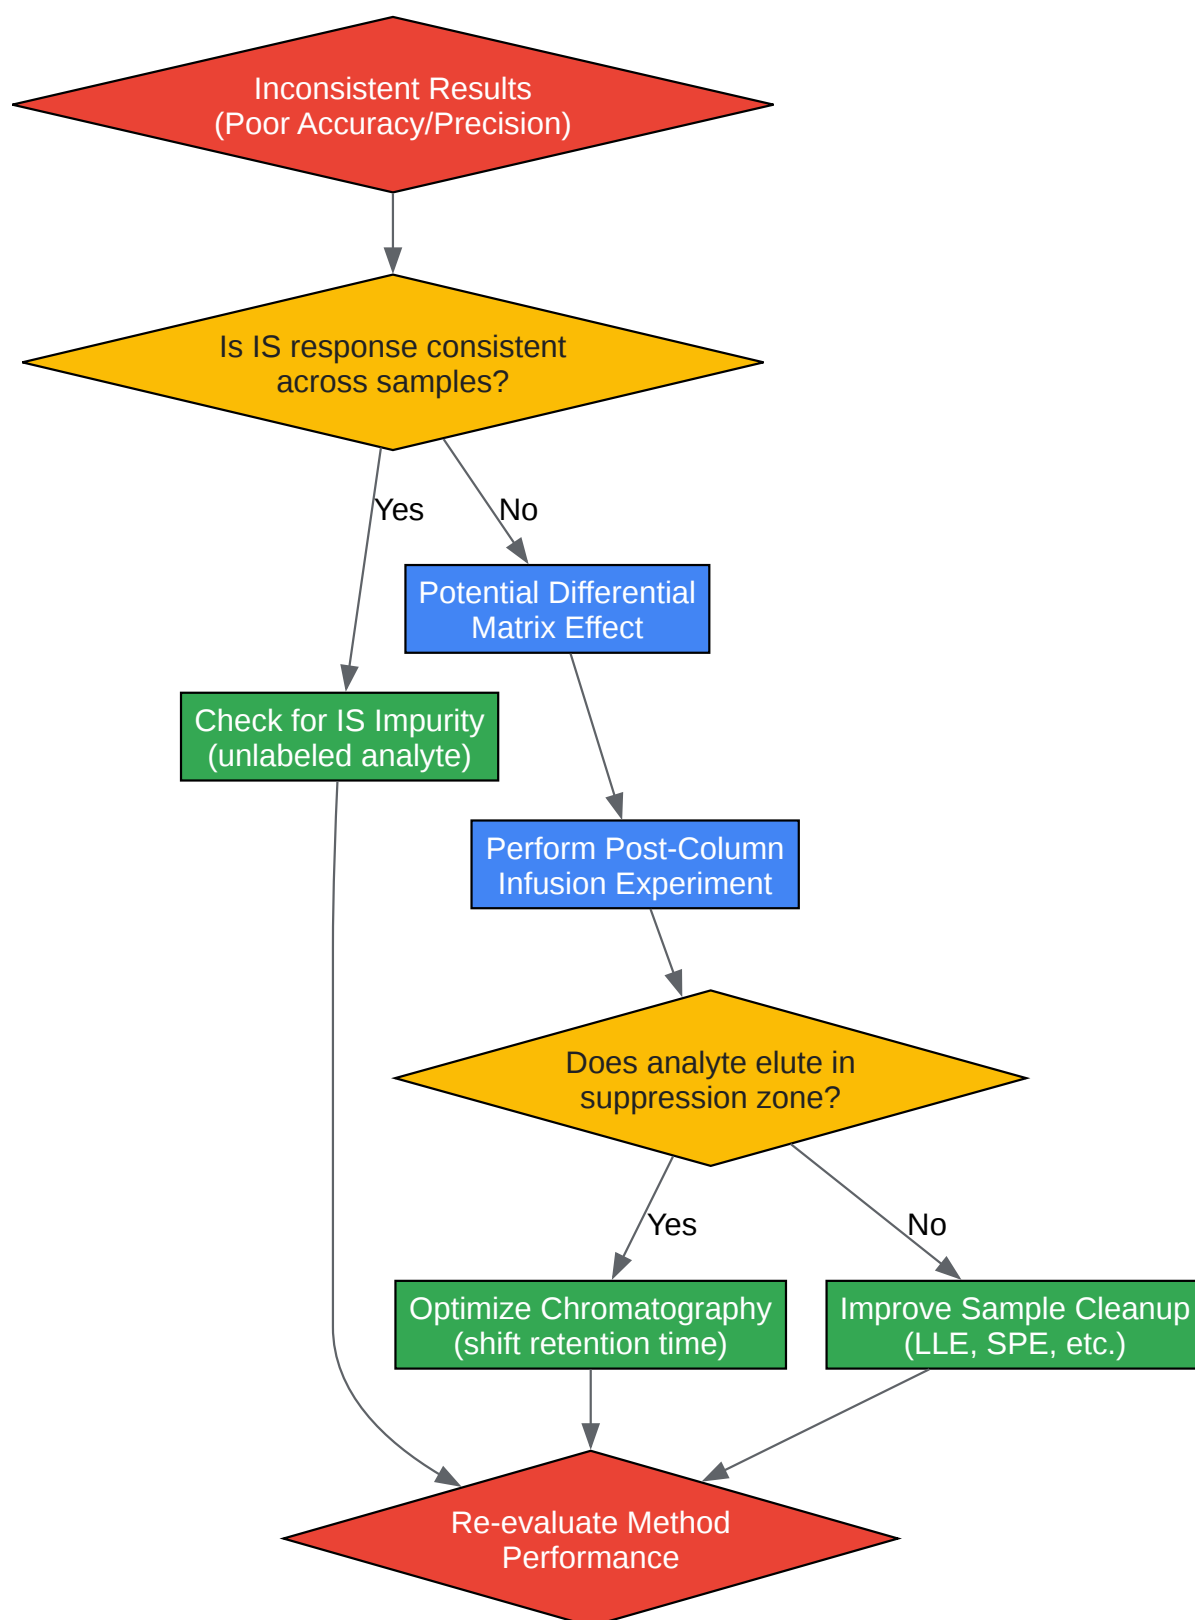 Inconsistent Results
(Poor Accuracy/Precision)
Is IS response consistent
across samples?
Yes
No
Potential Differential
Matrix Effect
Check for IS Impurity
(unlabeled analyte)
Perform Post-Column
Infusion Experiment
Does analyte elute in
suppression zone?
Yes
No
Optimize Chromatography
(shift retention time)
Improve Sample Cleanup
(LLE, SPE, etc.)
Re-evaluate Method
Performance